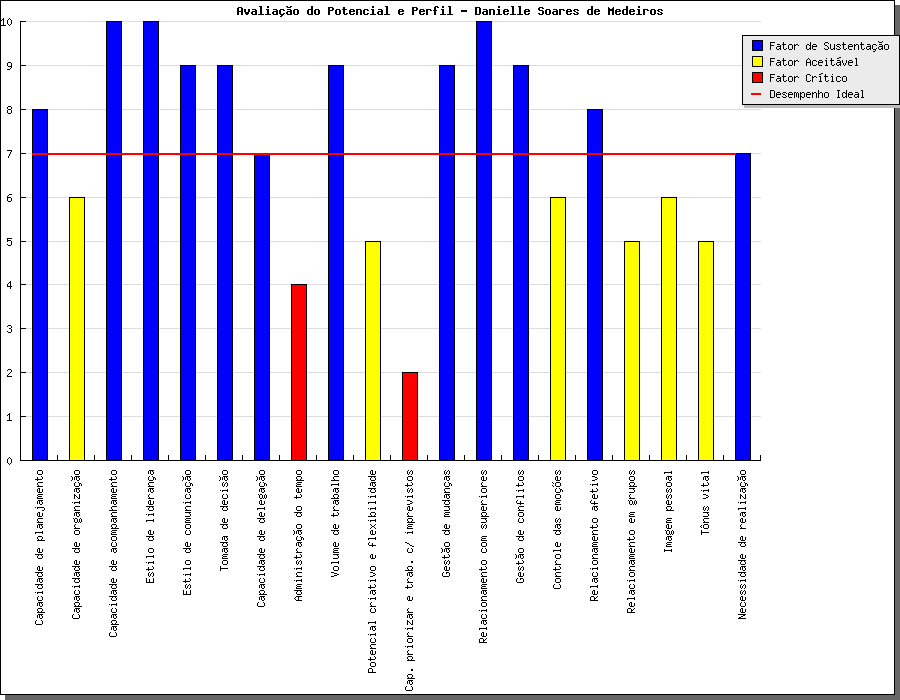 Avaliação do Potencial e Perfil - Danielle Soares de Medeiros
10
9
8
7
6
5
4
3
2
1
0
Fator de Sustentação
Fator Aceitável
Fator Crítico
Desempenho Ideal
Capacidade de planejamento
Capacidade de organização
Capacidade de acompanhamento
Estilo de liderança
Estilo de comunicação
Tomada de decisão
Capacidade de delegação
Administração do tempo
Volume de trabalho
Potencial criativo e flexibilidade
Cap. priorizar e trab. c/ imprevistos
Gestão de mudanças
Relacionamento com superiores
Gestão de conflitos
Controle das emoções
Relacionamento afetivo
Relacionamento em grupos
Imagem pessoal
Tônus vital
Necessidade de realização